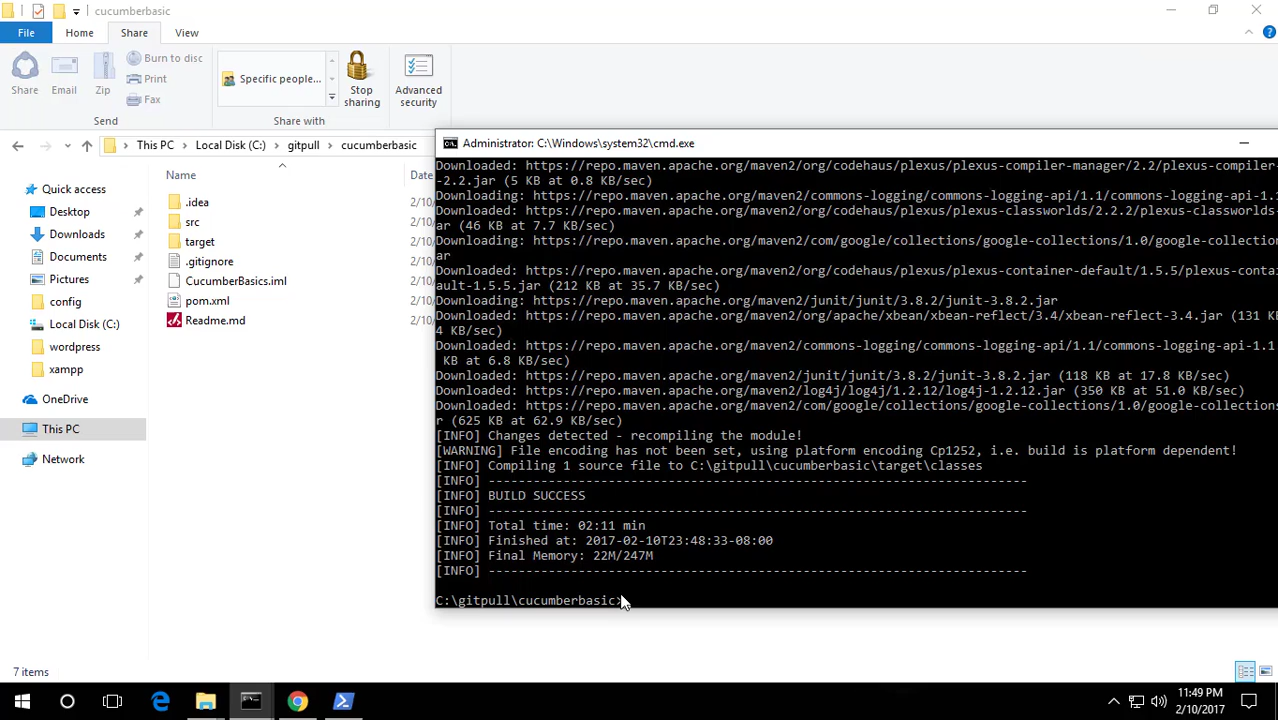 cucumberbasic
File
Home
Share
View
Share
Email
Zip
Burn to disc
Print
Fax
Send
Specific people...
Share with
Stop sharing
Advanced security
This PC
Local Disk (C:)
gitpull
cucumberbasic
Name
Date
Quick access
Desktop
Downloads
Documents
Pictures
config
Local Disk (C:)
wordpress
xampp
OneDrive
This PC
Network
.idea
2/10/
src
2/10/
target
2/10/
.gitignore
2/10/
CucumberBasics.iml
2/10/
pom.xml
2/10/
Readme.md
2/10/
Administrator: C:\Windows\system32\cmd.exe
Downloaded: https://repo.maven.apache.org/maven2/org/codehaus/plexus/plexus-compiler-manager/2.2/plexus-compiler-
-2.2.jar (5 KB at 0.8 KB/sec)
Downloading: https://repo.maven.apache.org/maven2/commons-logging/commons-logging-api/1.1/commons-logging-api-1.1
Downloaded: https://repo.maven.apache.org/maven2/org/codehaus/plexus/plexus-classworlds/2.2.2/plexus-classworlds-
ar (46 KB at 7.7 KB/sec)
Downloading: https://repo.maven.apache.org/maven2/com/google/collections/google-collections/1.0/google-collection
ar
Downloaded: https://repo.maven.apache.org/maven2/org/codehaus/plexus/plexus-container-default/1.5.5/plexus-contai
ault-1.5.5.jar (212 KB at 35.7 KB/sec)
Downloading: https://repo.maven.apache.org/maven2/junit/junit/3.8.2/junit-3.8.2.jar
Downloaded: https://repo.maven.apache.org/maven2/org/apache/xbean/xbean-reflect/3.4/xbean-reflect-3.4.jar (131 KB
4 KB/sec)
Downloaded: https://repo.maven.apache.org/maven2/commons-logging/commons-logging-api/1.1/commons-logging-api-1.1
KB at 6.8 KB/sec)
Downloaded: https://repo.maven.apache.org/maven2/junit/junit/3.8.2/junit-3.8.2.jar (118 KB at 17.8 KB/sec)
Downloaded: https://repo.maven.apache.org/maven2/log4j/log4j/1.2.12/log4j-1.2.12.jar (350 KB at 51.0 KB/sec)
Downloaded: https://repo.maven.apache.org/maven2/com/google/collections/google-collections/1.0/google-collections
r (625 KB at 62.9 KB/sec)
[INFO] Changes detected - recompiling the module!
[WARNING] File encoding has not been set, using platform encoding Cp1252, i.e. build is platform dependent!
[INFO] Compiling 1 source file to C:\gitpull\cucumberbasic\target\classes
[INFO] ------------------------------------------------------------------------
[INFO] BUILD SUCCESS
[INFO] ------------------------------------------------------------------------
[INFO] Total time: 02:11 min
[INFO] Finished at: 2017-02-10T23:48:33-08:00
[INFO] Final Memory: 22M/247M
[INFO] ------------------------------------------------------------------------
C:\gitpull\cucumberbasic>
7 items
11:49 PM
2/10/2017